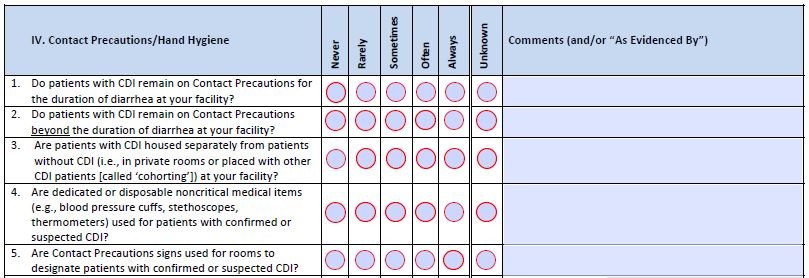 IV. Contact Precautions/Hand Hygiene
Never
Rarely
Sometimes
Often
Always
Unknown
Comments (and/or “As Evidenced By”)
1. Do patients with CDI remain on Contact Precautions for
the duration of diarrhea at your facility?
2. Do patients with CDI remain on Contact Precautions
beyond the duration of diarrhea at your facility?
3. Are patients with CDI housed separately from patients
without CDI (i.e., in private rooms or placed with other
CDI patients [called ‘cohorting’]) at your facility?
4. Are dedicated or disposable noncritical medical items
(e.g., blood pressure cuffs, stethoscopes,
thermometers) used for patients with confirmed or
suspected CDI?
5. Are Contact Precautions signs used for rooms to
designate patients with confirmed or suspected CDI?